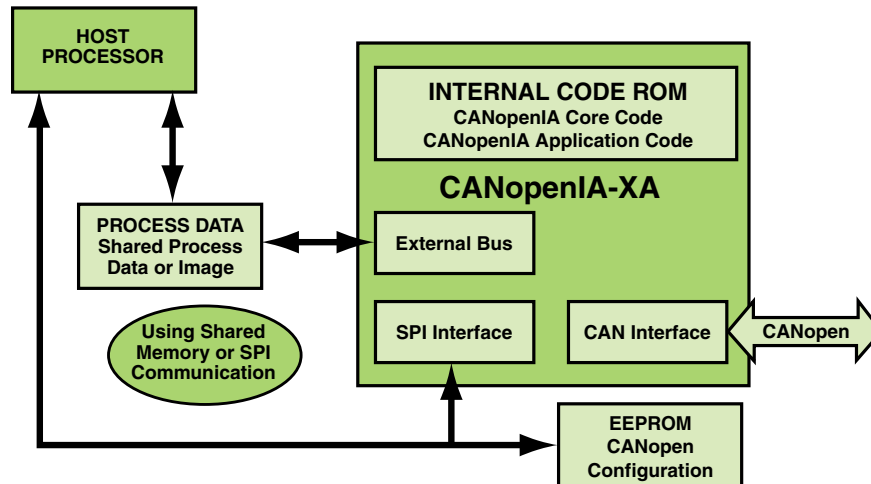 HOST
PROCESSOR
INTERNAL CODE ROM
CANopenIA Core Code
CANopenIA Application Code
CANopenIA-XA
PROCESS DATA
Shared Process
Data or Image
External Bus
Using Shared
Memory or SPI
Communication
SPI Interface
CAN Interface
CANopen
EEPROM
CANopen
Configuration